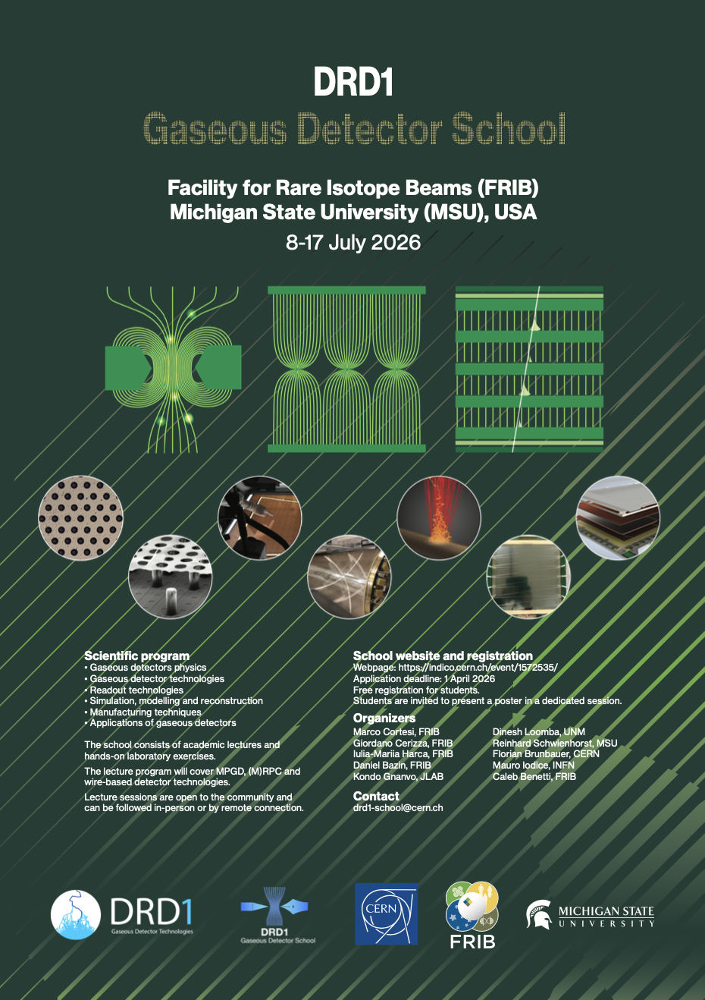 DRD1
Gaseous Detector School
Facility for Rare Isotope Beams (FRIB)
Michigan State University (MSU), USA
8-17 July 2026
Scientific program
• Gaseous detectors physics
• Gaseous detector technologies
• Readout technologies
• Simulation, modelling and reconstruction
• Manufacturing techniques
• Applications of gaseous detectors
The school consists of academic lectures and
hands-on laboratory exercises.
The lecture program will cover MPGD, (M)RPC and
wire-based detector technologies.
Lecture sessions are open to the community and
can be followed in-person or by remote connection.
School website and registration
Webpage: https://indico.cern.ch/event/1572535/
Application deadline: 1 April 2026
Free registration for students.
Students are invited to present a poster in a dedicated session.
Organizers
Marco Cortesi, FRIB
Giordano Cerizza, FRIB
Iulia-Mariia Harca, FRIB
Daniel Bazin, FRIB
Kondo Gnanvo, JLAB
Dinesh Loomba, UNM
Reinhard Schwienhorst, MSU
Florian Brunbauer, CERN
Mauro Iodice, INFN
Caleb Benetti, FRIB
Contact
drd1-school@cern.ch
DRD1
Gaseous Detector Technologies
DRD1
Gaseous Detector School
CERN
FRIB
MICHIGAN STATE
UNIVERSITY